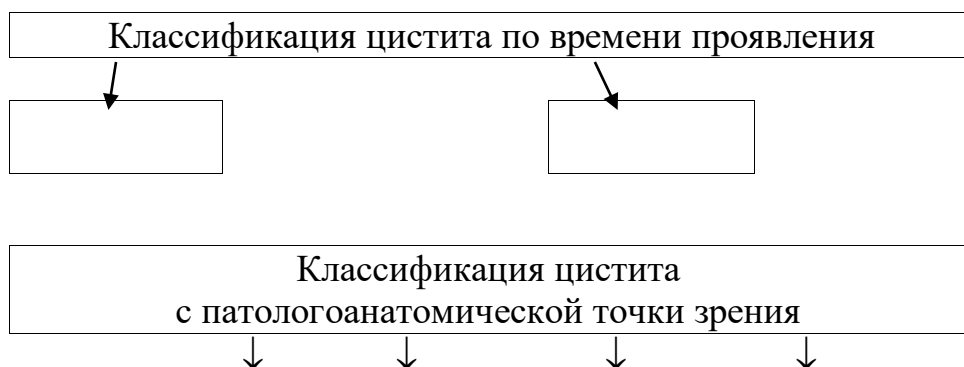 Классификация цистита по времени проявления
Классификация цистита
с патологоанатомической точки зрения